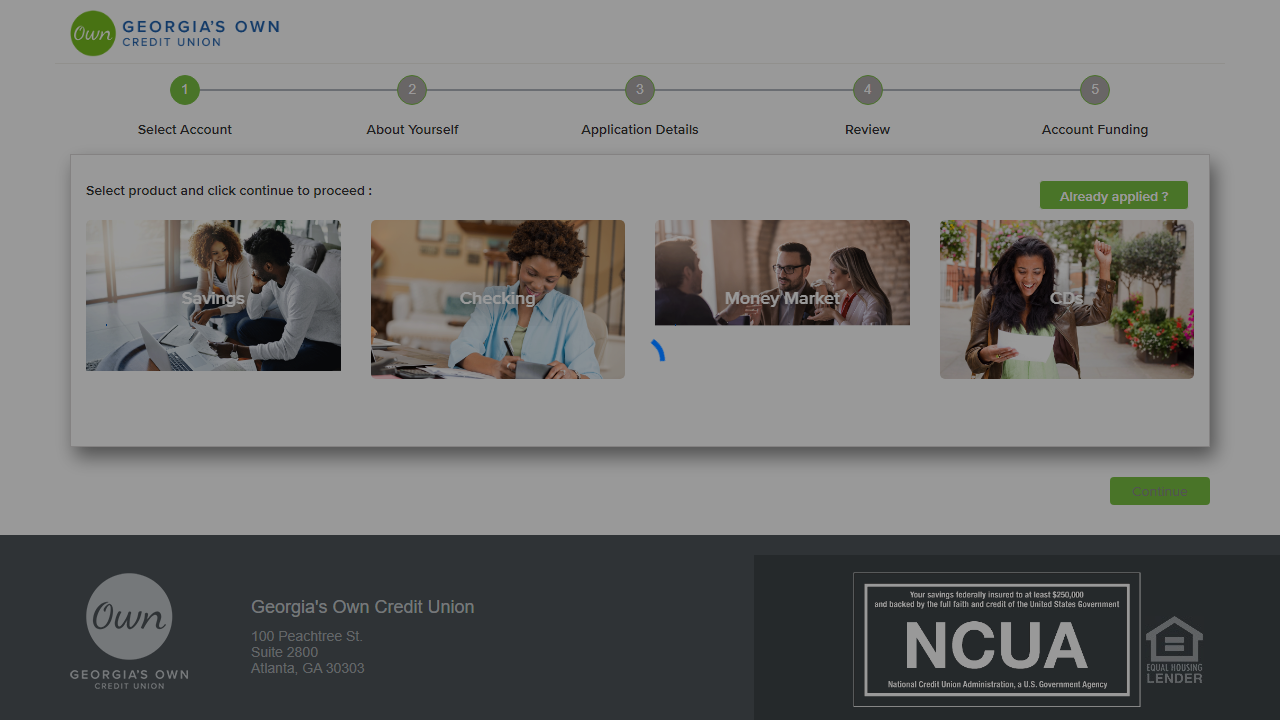 Own
GEORGIA'S OWN
CREDIT UNION
1
2
3
4
5
Select Account
About Yourself
Application Details
Review
Account Funding
Select product and click continue to proceed :
Already applied ?
Savings
Checking
Money Market
CDs
Continue
Own
GEORGIA'S OWN
CREDIT UNION
Georgia's Own Credit Union
100 Peachtree St.
Suite 2800
Atlanta, GA 30303
Your savings federally insured to at least $250,000
and backed by the full faith and credit of the United States Government
NCUA
National Credit Union Administration, a U.S. Government Agency
EQUAL HOUSING
LENDER